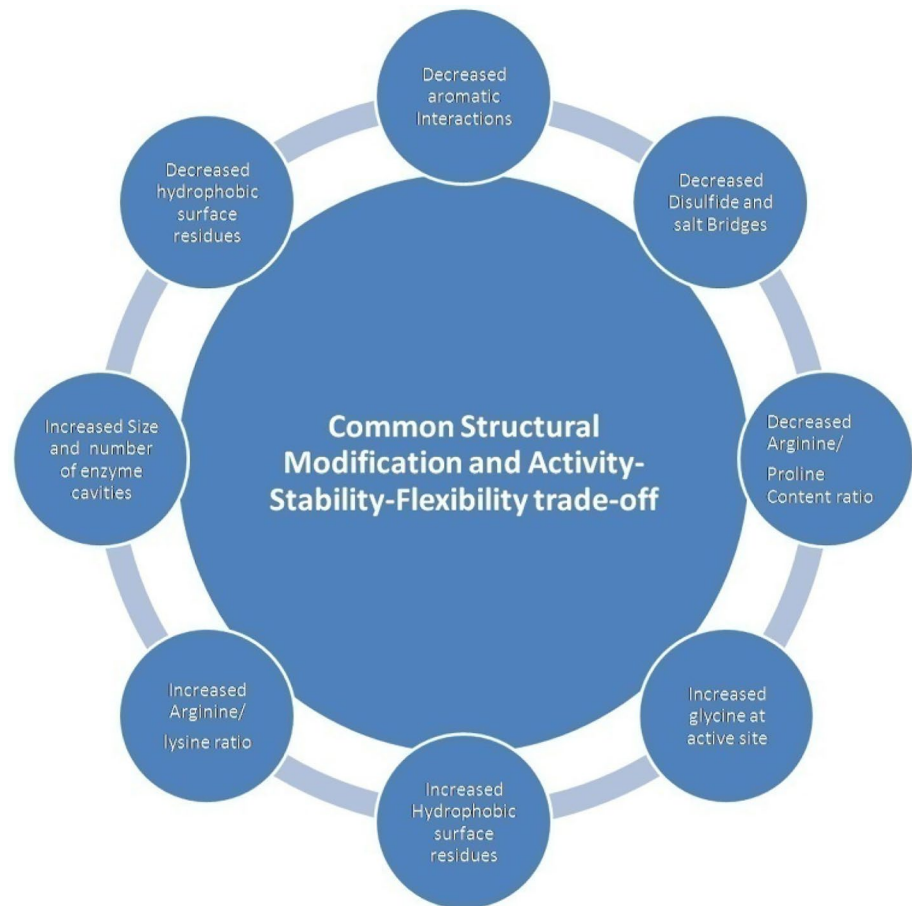 Decreased
aromatic
Interactions
Decreased
Disulfide and
salt Bridges
Decreased
Arginine/
Proline
Content ratio
Increased
glycine at
active site
Increased
Hydrophobic
surface
residues
Increased
Arginine/
lysine ratio
Increased Size
and number
of enzyme
cavities
Decreased
hydrophobic
surface
residues
Common Structural
Modification and Activity-
Stability-Flexibility trade-off